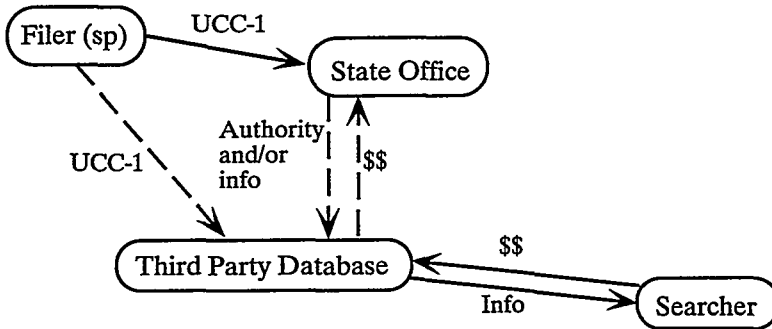 Filer (sp)
UCC-1
State Office
UCC-1
Authority
and/or
info
$$
Third Party Database
$$
Info
Searcher